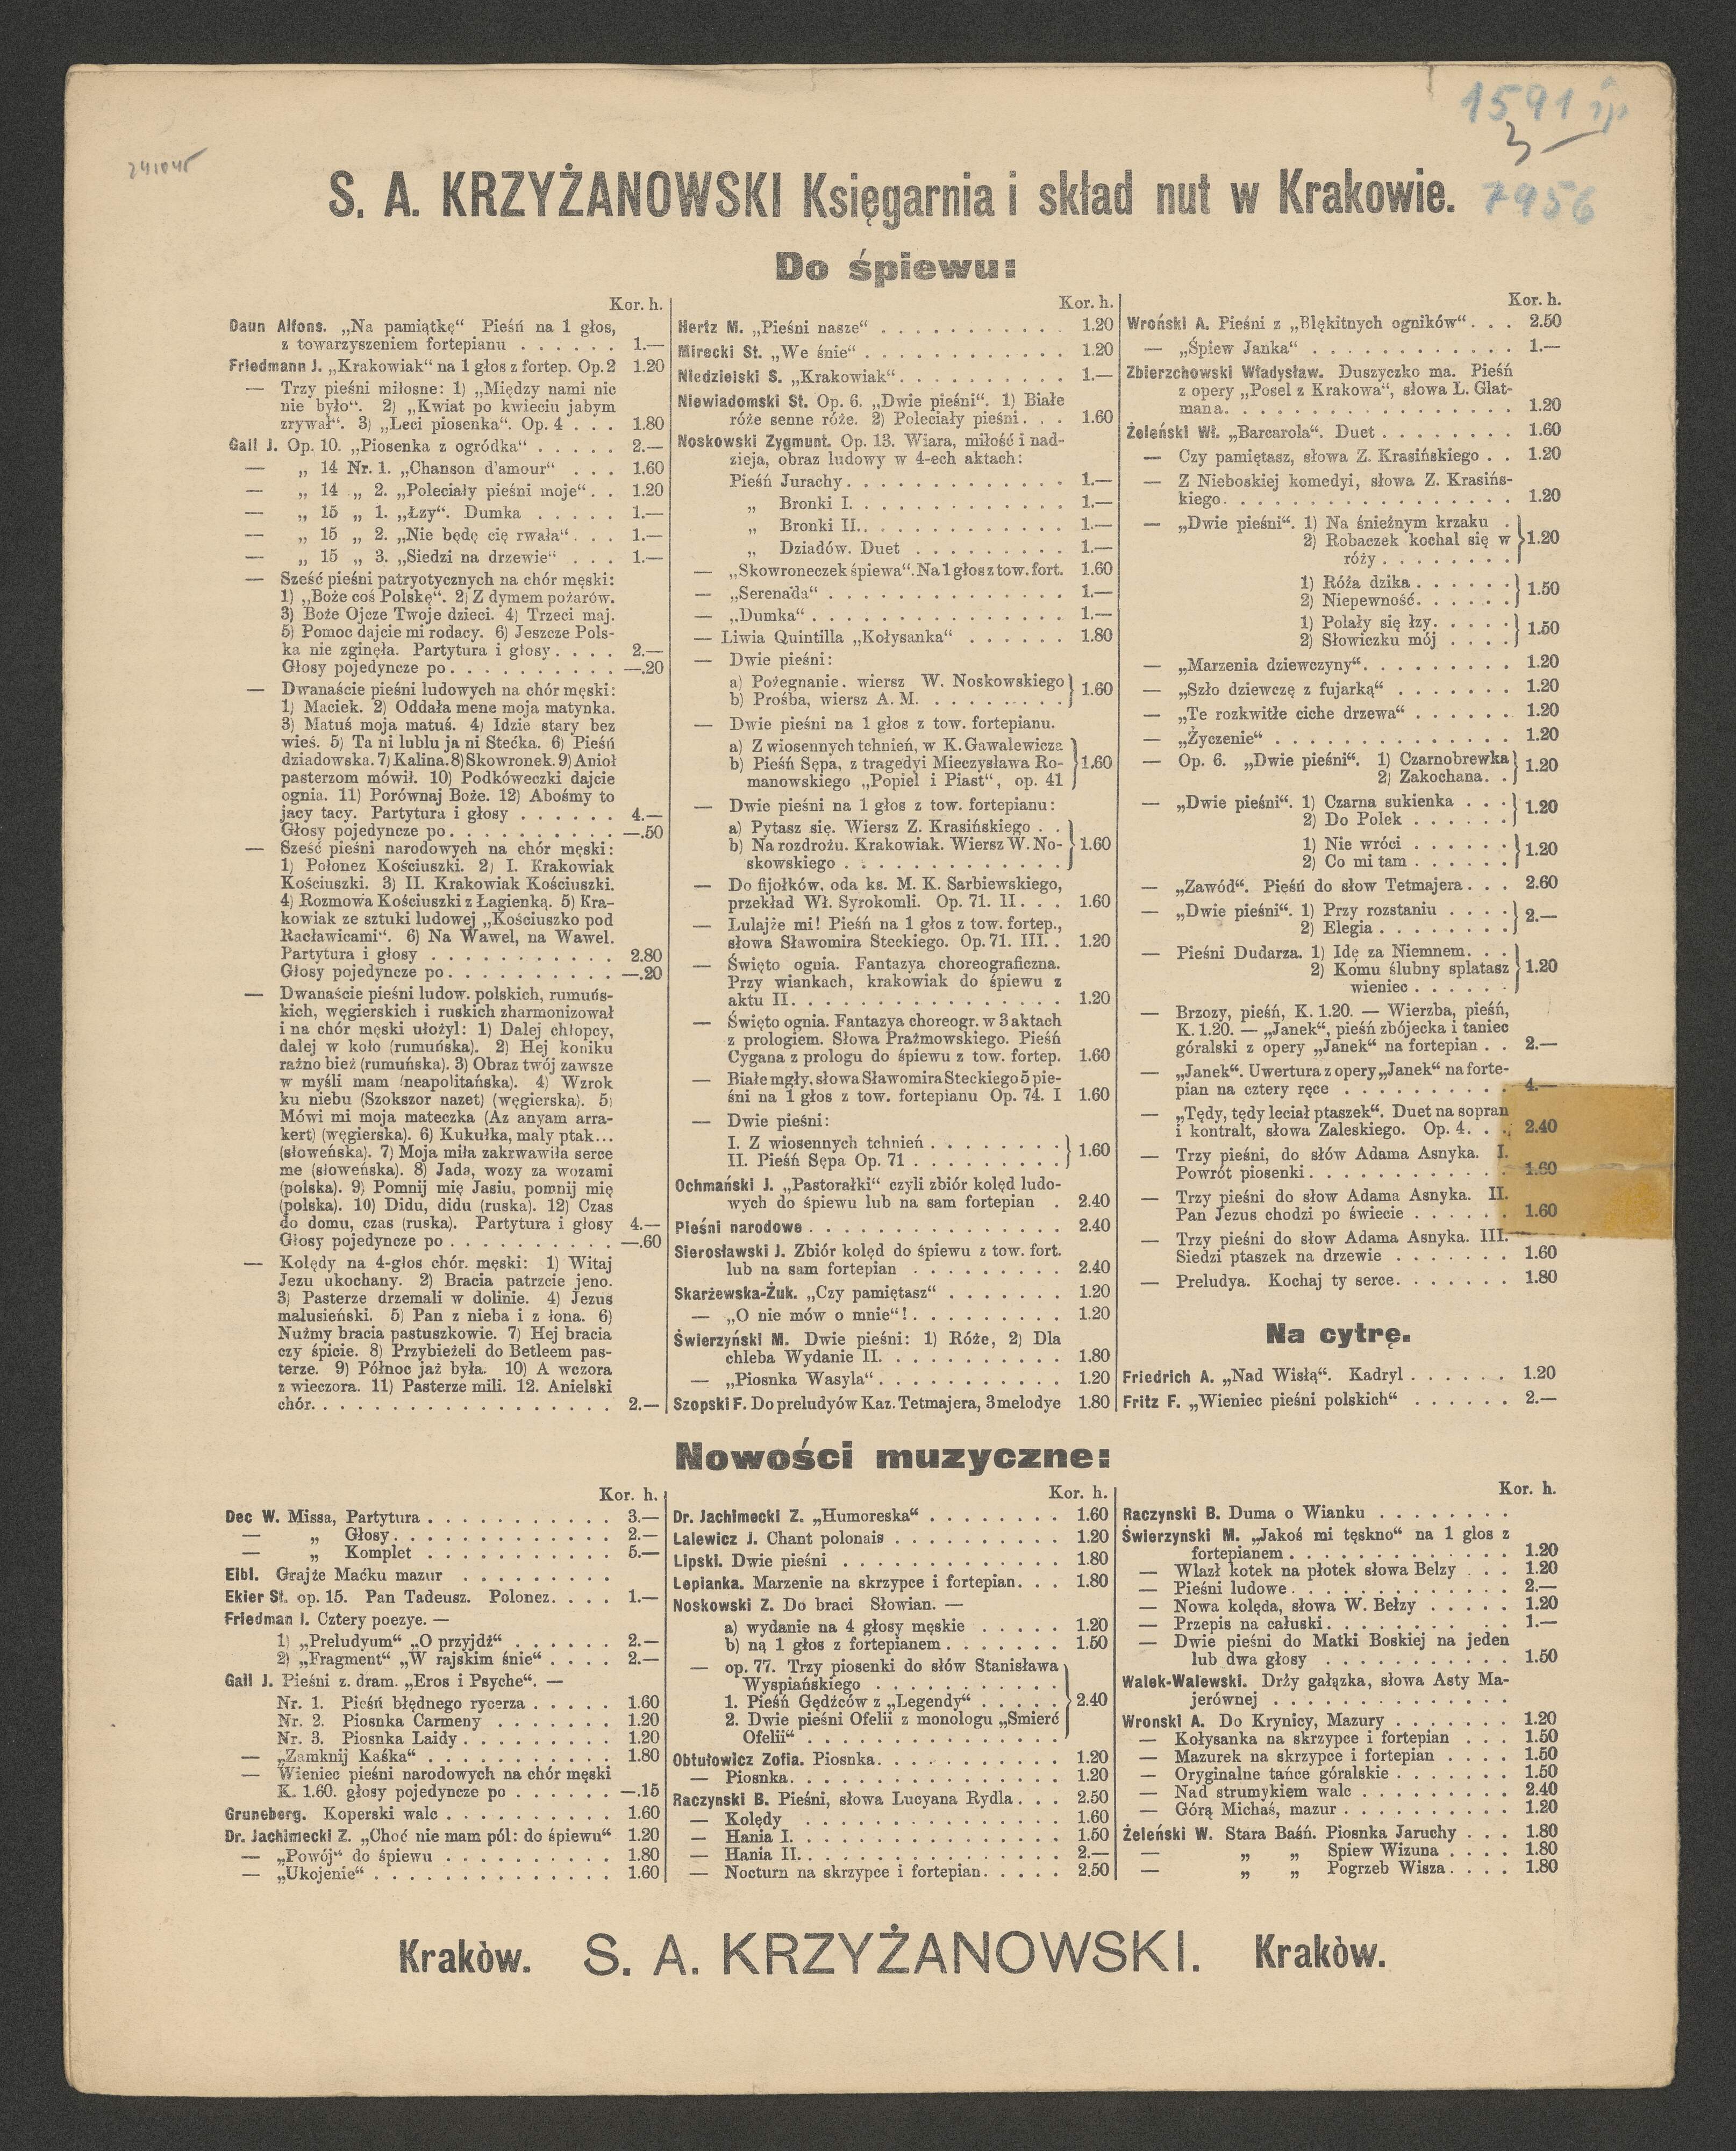 1591
3 —
241045
S. A. KRZYŻANOWSKI Księgarnia i skład nut w Krakowie.
7956
Do śpiewu:
Kor. h.
Daun Alfons. „Na pamiątkę“ Pieśń na 1 głos,
z towarzyszeniem fortepianu . . . . . . 1.—
Friedmann J. „Krakowiak“ na 1 głos z fortep. Op. 2 1.20
— Trzy pieśni miłosne: 1) „Między nami nic
nie było“. 2) „Kwiat po kwieciu jabym
zrywał“. 3) „Leci piosenka“. Op. 4 . . . 1.80
Gall J. Op. 10. „Piosenka z ogródka“ . . . . . 2.—
— „ 14 Nr. 1. „Chanson d'amour“ . . . 1.60
— „ 14 „ 2. „Poleciały pieśni moje“. . 1.20
— „ 15 „ 1. „Łzy“. Dumka . . . . . 1.—
— „ 15 „ 2. „Nie będę cię rwała“. . . 1.—
— „ 15 „ 3. „Siedzi na drzewie“ . . . 1.—
— Sześć pieśni patryotycznych na chór męski:
1) „Boże coś Polskę“. 2) Z dymem pożarów.
3) Boże Ojcze Twoje dzieci. 4) Trzeci maj.
5) Pomoc dajcie mi rodacy. 6) Jeszcze Pols-
ka nie zginęła. Partytura i głosy . . . . 2.—
Głosy pojedyncze po . . . . . . . . . . —.20
— Dwanaście pieśni ludowych na chór męski:
1) Maciek. 2) Oddała mene moja matynka.
3) Matuś moja matuś. 4) Idzie stary bez
wieś. 5) Ta ni lublu ja ni Stećka. 6) Pieśń
dziadowska. 7) Kalina. 8) Skowronek. 9) Anioł
pasterzom mówił. 10) Podkóweczki dajcie
ognia. 11) Porównaj Boże. 12) Abośmy to
jacy tacy. Partytura i głosy . . . . . . 4.—
Głosy pojedyncze po . . . . . . . . . . —.50
— Sześć pieśni narodowych na chór męski:
1) Polonez Kościuszki. 2) I. Krakowiak
Kościuszki. 3) II. Krakowiak Kościuszki.
4) Rozmowa Kościuszki z Łagienką. 5) Kra-
kowiak ze sztuki ludowej „Kościuszko pod
Racławicami“. 6) Na Wawel, na Wawel.
Partytura i głosy . . . . . . . . . . . 2.80
Głosy pojedyncze po . . . . . . . . . . —.20
— Dwanaście pieśni ludow. polskich, rumuńs-
kich, węgierskich i ruskich zharmonizował
i na chór męski ułożył: 1) Dalej chłopcy,
dalej w koło (rumuńska). 2) Hej koniku
raźno bież (rumuńska). 3) Obraz twój zawsze
w myśli mam (neapolitańska). 4) Wzrok
ku niebu (Szokszor nazet) (węgierska). 5)
Mówi mi moja mateczka (Az anyam arra-
kert) (węgierska). 6) Kukułka, mały ptak...
(słoweńska). 7) Moja miła zakrwawiła serce
me (słoweńska). 8) Jadą, wozy za wozami
(polska). 9) Pomnij mię Jasiu, pomnij mię
(polska). 10) Didu, didu (ruska). 12) Czas
do domu, czas (ruska). Partytura i głosy 4.—
Głosy pojedyncze po . . . . . . . . . . —.60
— Kolędy na 4-głos chór. męski: 1) Witaj
Jezu ukochany. 2) Bracia patrzcie jeno.
3) Pasterze drzemali w dolinie. 4) Jezus
malusieński. 5) Pan z nieba i z łona. 6)
Nużmy bracia pastuszkowie. 7) Hej bracia
czy śpicie. 8) Przybieżeli do Betleem pas-
terze. 9) Północ już była. 10) A wczora
z wieczora. 11) Pasterze mili. 12. Anielski
chór. . . . . . . . . . . . . . . . . . 2.—
Kor. h.
Hertz M. „Pieśni nasze“ . . . . . . . . . . . . 1.20
Mirecki St. „We śnie“ . . . . . . . . . . . . . 1.20
Niedzielski S. „Krakowiak“. . . . . . . . . . . 1.—
Niewiadomski St. Op. 6. „Dwie pieśni“. 1) Białe
róże senne róże. 2) Poleciały pieśni . . . 1.60
Noskowski Zygmunt. Op. 13. Wiara, miłość i nad-
zieja, obraz ludowy w 4-ech aktach:
Pieśń Jurachy. . . . . . . . . . . . . . 1.—
„ Bronki I. . . . . . . . . . . . . 1.—
„ Bronki II. . . . . . . . . . . . . 1.—
„ Dziadów. Duet . . . . . . . . . 1.—
— „Skowroneczek śpiewa“. Na 1 głos z tow. fort. 1.60
— „Serenada“ . . . . . . . . . . . . . . . 1.—
— „Dumka“. . . . . . . . . . . . . . . . 1.—
— Liwia Quintilla „Kołysanka“ . . . . . . 1.80
— Dwie pieśni:
a) Pożegnanie. wiersz W. Noskowskiego
b) Prośba, wiersz A. M. . . . . . . . . . } 1.60
— Dwie pieśni na 1 głos z tow. fortepianu.
a) Z wiosennych tchnień, w K. Gawalewicza
b) Pieśń Sępa, z tragedyi Mieczysława Ro- } 1.60
manowskiego „Popiel i Piast“, op. 41
— Dwie pieśni na 1 głos z tow. fortepianu:
a) Pytasz się. Wiersz Z. Krasińskiego . .
b) Na rozdrożu. Krakowiak. Wiersz W. No- } 1.60
skowskiego . . . . . . . . . . . . . .
— Do fijołków, oda ks. M. K. Sarbiewskiego,
przekład Wł. Syrokomli. Op. 71. II. . . 1.60
— Lulajże mi! Pieśń na 1 głos z tow. fortep.,
słowa Sławomira Steckiego. Op. 71. III. . 1.20
— Święto ognia. Fantazya choreograficzna.
Przy wiankach, krakowiak do śpiewu z
aktu II. . . . . . . . . . . . . . . . . 1.20
— Święto ognia. Fantazya choreogr. w 3 aktach
z prologiem. Słowa Prażmowskiego. Pieśń
Cygana z prologu do śpiewu z tow. fortep. 1.60
— Białe mgły, słowa Sławomira Steckiego 5 pie-
śni na 1 głos z tow. fortepianu Op. 74. I 1.60
— Dwie pieśni:
I. Z wiosennych tchnień . . . . . . . .
II. Pieśń Sępa Op. 71 . . . . . . . . . } 1.60
Ochmański J. „Pastorałki“ czyli zbiór kolęd ludo-
wych do śpiewu lub na sam fortepian . 2.40
Pieśni narodowe . . . . . . . . . . . . . . . . 2.40
Sierosławski J. Zbiór kolęd do śpiewu z tow. fort.
lub na sam fortepian . . . . . . . . . 2.40
Skarżewska-Żuk. „Czy pamiętasz“ . . . . . . . 1.20
— „O nie mów o mnie“! . . . . . . . . . . 1.20
Świerzyński M. Dwie pieśni: 1) Róże, 2) Dla
chleba Wydanie II. . . . . . . . . . . . 1.80
— „Piosnka Wasyla“ . . . . . . . . . . . . 1.20
Szopski F. Do preludyów Kaz. Tetmajera, 3 melodye 1.80
Kor. h.
Wroński A. Pieśni z „Błękitnych ogników“. . . 2.50
— „Śpiew Janka“ . . . . . . . . . . . . . 1.—
Zbierzchowski Władysław. Duszyczko ma. Pieśń
z opery „Posel z Krakowa“, słowa L. Glat-
mana. . . . . . . . . . . . . . . . . . 1.20
Żeleński Wł. „Barcarola“. Duet . . . . . . . . 1.60
— Czy pamiętasz, słowa Z. Krasińskiego . . 1.20
— Z Nieboskiej komedyi, słowa Z. Krasińs-
kiego. . . . . . . . . . . . . . . . . . 1.20
— „Dwie pieśni“. 1) Na śnieżnym krzaku .
2) Robaczek kochal się w } 1.20
róży . . . . . . . . .
1) Róża dzika . . . . . .
2) Niepewność. . . . . . } 1.50
1) Polały się łzy. . . . .
2) Słowiczku mój . . . . } 1.50
— „Marzenia dziewczyny“. . . . . . . . . 1.20
— „Szło dziewczę z fujarką“ . . . . . . . 1.20
— „Te rozkwitłe ciche drzewa“ . . . . . . 1.20
— „Życzenie“ . . . . . . . . . . . . . . . 1.20
— Op. 6. „Dwie pieśni“. 1) Czarnobrewka
2) Zakochana. . } 1.20
— „Dwie pieśni“. 1) Czarna sukienka . . .
2) Do Polek . . . . . . } 1.20
1) Nie wróci . . . . . .
2) Co mi tam . . . . . . } 1.20
— „Zawód“. Pieśń do słow Tetmajera . . . 2.60
— „Dwie pieśni“. 1) Przy rozstaniu . . . .
2) Elegia . . . . . . . . } 2.—
— Pieśni Dudarza. 1) Idę za Niemnem. . .
2) Komu ślubny splatasz } 1.20
wieniec . . . . . .
— Brzozy, pieśń, K. 1.20. — Wierzba, pieśń,
K. 1.20. — „Janek“, pieśń zbójecka i taniec
góralski z opery „Janek“ na fortepian . . 2.—
— „Janek“. Uwertura z opery „Janek“ na forte-
pian na cztery ręce . . . . . . . . . . 4.—
— „Tędy, tędy leciał ptaszek“. Duet na sopran
i kontralt, słowa Zaleskiego. Op. 4. . . 2.40
— Trzy pieśni, do słów Adama Asnyka. I.
Powrót piosenki. . . . . . . . . . . . . 1.60
— Trzy pieśni do słow Adama Asnyka. II.
Pan Jezus chodzi po świecie . . . . . . 1.60
— Trzy pieśni do słow Adama Asnyka. III.
Siedzi ptaszek na drzewie . . . . . . . 1.60
— Preludya. Kochaj ty serce. . . . . . . 1.80
Na cytrę.
Friedrich A. „Nad Wisłą“. Kadryl . . . . . . 1.20
Fritz F. „Wieniec pieśni polskich“ . . . . . . 2.—
Nowości muzyczne:
Kor. h.
Dec W. Missa, Partytura . . . . . . . . . . . 3.—
— „ Głosy. . . . . . . . . . . . . 2.—
— „ Komplet . . . . . . . . . . . 5.—
Eibl. Grajże Maćku mazur . . . . . . . . .
Ekier St. op. 15. Pan Tadeusz. Polonez. . . . 1.—
Friedman I. Cztery poezye. —
1) „Preludyum“ „O przyjdź“ . . . . . . 2.—
2) „Fragment“ „W rajskim śnie“ . . . . 2.—
Gall J. Pieśni z. dram. „Eros i Psyche“. —
Nr. 1. Pieśń błędnego rycerza . . . . . 1.60
Nr. 2. Piosnka Carmeny . . . . . . . 1.20
Nr. 3. Piosnka Laidy . . . . . . . . . 1.20
— „Zamknij Kaśka“ . . . . . . . . . . . 1.80
— Wieniec pieśni narodowych na chór męski
K. 1.60. głosy pojedyncze po . . . . . . —.15
Gruneberg. Koperski walc . . . . . . . . . . 1.60
Dr. Jachimecki Z. „Choć nie mam pól: do śpiewu“ 1.20
— „Powój“ do śpiewu . . . . . . . . . . 1.80
— „Ukojenie“ . . . . . . . . . . . . . . 1.60
Kor. h.
Dr. Jachimecki Z. „Humoreska“ . . . . . . . . 1.60
Lalewicz J. Chant polonais . . . . . . . . . . 1.20
Lipski. Dwie pieśni . . . . . . . . . . . . . 1.80
Lepianka. Marzenie na skrzypce i fortepian. . . 1.80
Noskowski Z. Do braci Słowian. —
a) wydanie na 4 głosy męskie . . . . . 1.20
b) ną 1 głos z fortepianem . . . . . . . 1.50
— op. 77. Trzy piosenki do słów Stanisława
Wyspiańskiego . . . . . . . . . . .
1. Pieśń Gędźców z „Legendy“ . . . . . } 2.40
2. Dwie pieśni Ofelii z monologu „Smierć
Ofelii“ . . . . . . . . . . . . . . .
Obtułowicz Zofia. Piosnka. . . . . . . . . . . 1.20
— Piosnka. . . . . . . . . . . . . . . . . 1.20
Raczynski B. Pieśni, słowa Lucyana Rydla . . . 2.50
— Kolędy . . . . . . . . . . . . . . . . 1.60
— Hania I. . . . . . . . . . . . . . . . . 1.50
— Hania II. . . . . . . . . . . . . . . . 2.—
— Nocturn na skrzypce i fortepian. . . . . 2.50
Kor. h.
Raczynski B. Duma o Wianku . . . . . . . .
Świerzynski M. „Jakoś mi tęskno“ na 1 glos z
fortepianem . . . . . . . . . . . . . . 1.20
— Wlazł kotek na płotek słowa Belzy . . . 1.20
— Pieśni ludowe. . . . . . . . . . . . . . 2.—
— Nowa kolęda, słowa W. Bełzy . . . . . 1.20
— Przepis na całuski. . . . . . . . . . . . 1.—
— Dwie pieśni do Matki Boskiej na jeden
lub dwa głosy . . . . . . . . . . . . 1.50
Walek-Walewski. Drży gałązka, słowa Asty Ma-
jerównej . . . . . . . . . . . . . . .
Wronski A. Do Krynicy, Mazury . . . . . . . 1.20
— Kołysanka na skrzypce i fortepian . . . 1.50
— Mazurek na skrzypce i fortepian . . . . 1.50
— Oryginalne tańce góralskie . . . . . . . 1.50
— Nad strumykiem walc . . . . . . . . . 2.40
— Górą Michaś, mazur . . . . . . . . . . 1.20
Żeleński W. Stara Baśń. Piosnka Jaruchy . . . 1.80
— „ „ Spiew Wizuna . . . . 1.80
— „ „ Pogrzeb Wisza . . . . 1.80
Kraków. S. A. KRZYŻANOWSKI. Kraków.